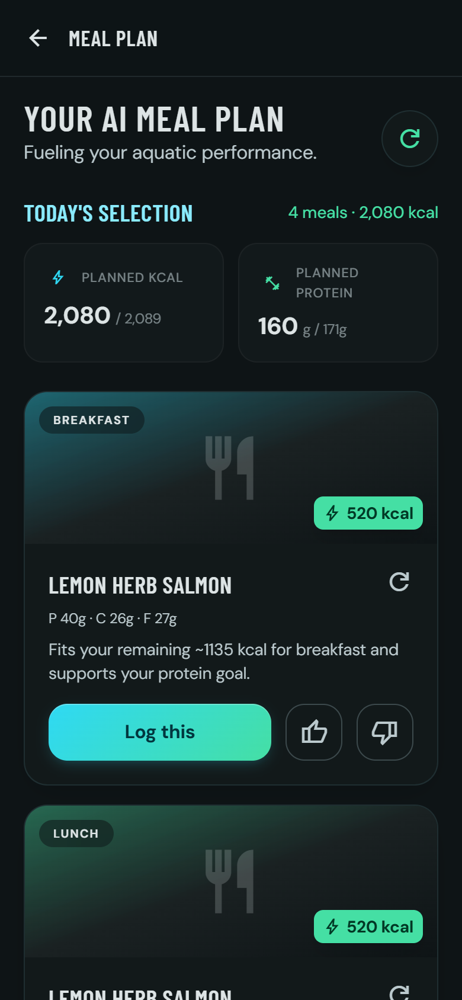 MEAL PLAN
YOUR AI MEAL PLAN
Fueling your aquatic performance.
TODAY'S SELECTION
4 meals · 2,080 kcal
PLANNED KCAL
2,080 / 2,089
PLANNED
PROTEIN
160 g / 171g
BREAKFAST
520 kcal
LEMON HERB SALMON
P 40g · C 26g · F 27g
Fits your remaining ~1135 kcal for breakfast and
supports your protein goal.
Log this
LUNCH
520 kcal
LEMON HERB SALMON